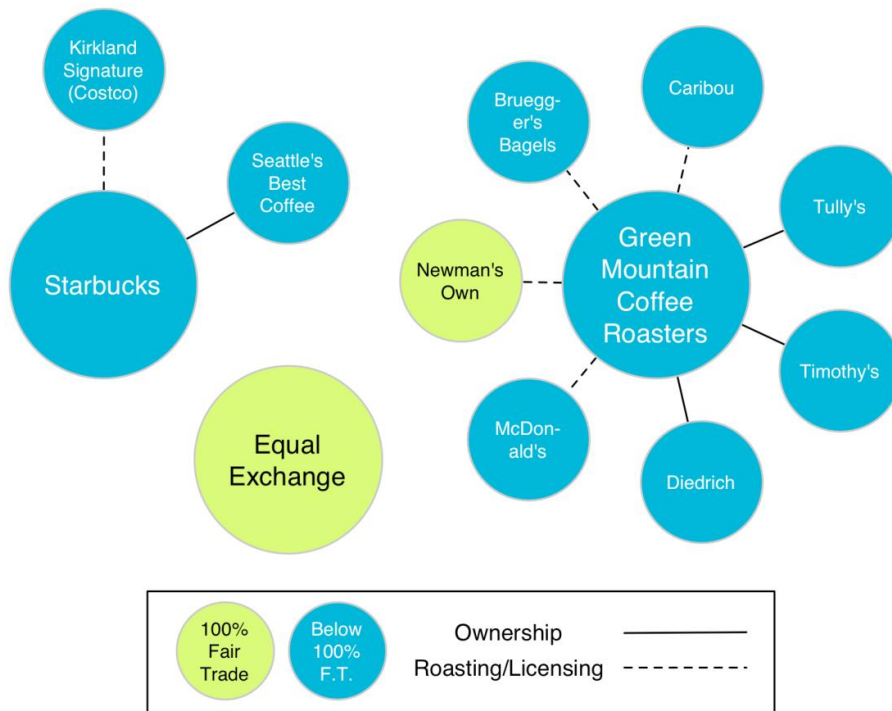 Kirkland
Signature
(Costco)
Seattle's
Best
Coffee
Starbucks
Equal
Exchange
Bruegg-
er's
Bagels
Caribou
Tully's
Newman's
Own
Green
Mountain
Coffee
Roasters
Timothy's
McDon-
ald's
Diedrich
100%
Fair
Trade
Below
100%
F.T.
Ownership
Roasting/Licensing